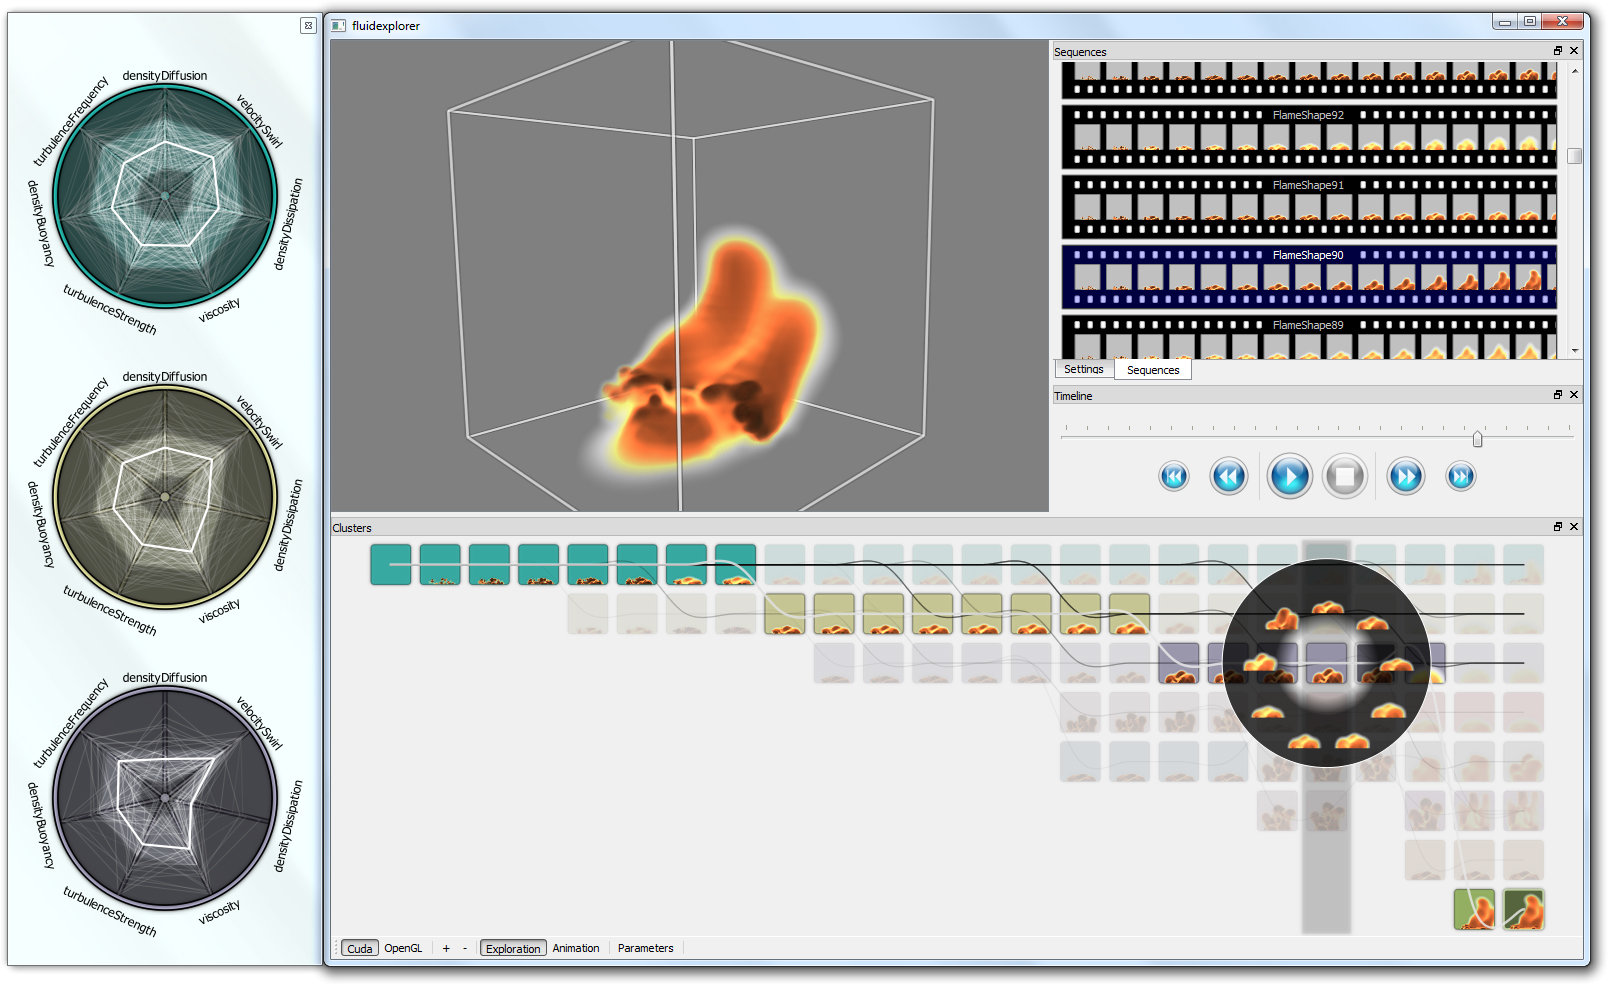 densityDiffusion
velocitySwirl
densityDissipation
viscosity
turbulenceStrength
densityBuoyancy
turbulenceFrequency
densityDiffusion
velocitySwirl
densityDissipation
viscosity
turbulenceStrength
densityBuoyancy
turbulenceFrequency
densityDiffusion
velocitySwirl
densityDissipation
viscosity
turbulenceStrength
densityBuoyancy
turbulenceFrequency
fluidexplorer
Sequences
FlameShape92
FlameShape91
FlameShape90
FlameShape89
Settings Sequences
Timeline
Clusters
Cuda OpenGL + - Exploration Animation Parameters